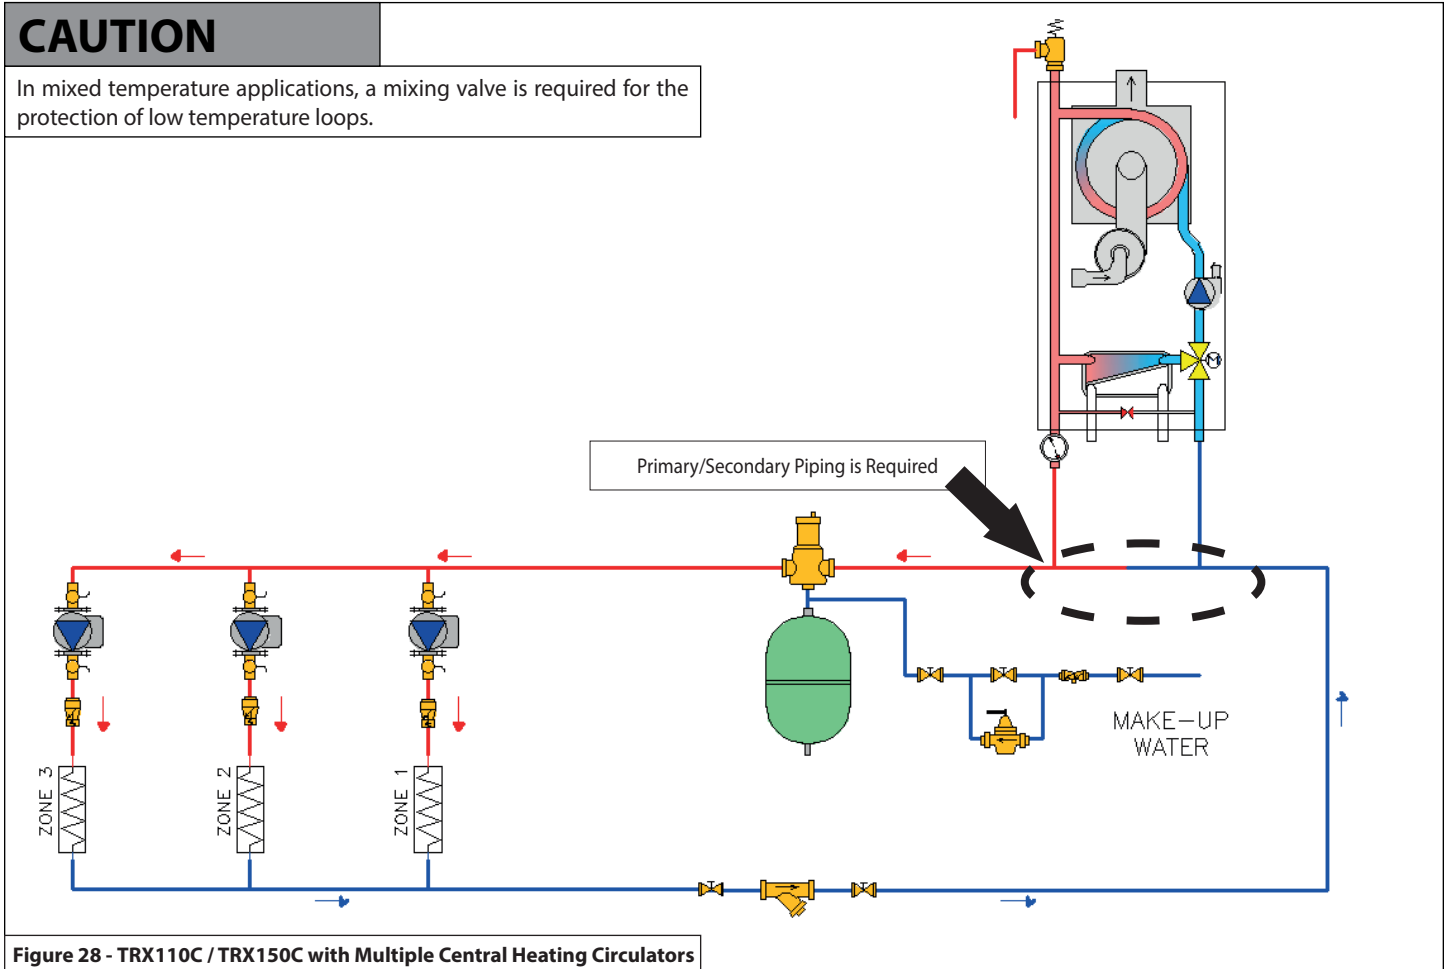 CAUTION
In mixed temperature applications, a mixing valve is required for the
protection of low temperature loops.
M
Primary/Secondary Piping is Required
MAKE-UP
WATER
ZONE 3
ZONE 2
ZONE 1
Figure 28 - TRX110C / TRX150C with Multiple Central Heating Circulators